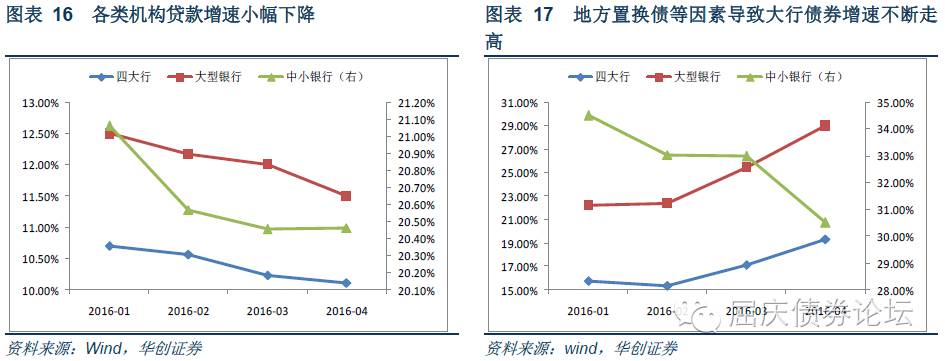 图表 16 各类机构贷款增速小幅下降
四大行 大型银行 中小银行（右）
13.00% 21.20%
21.10%
12.50% 21.00%
20.90%
12.00% 20.80%
11.50% 20.70%
20.60%
11.00% 20.50%
20.40%
10.50% 20.30%
20.20%
10.00% 20.10%
2016-01 2016-02 2016-03 2016-04
资料来源：Wind，华创证券
图表 17 地方置换债等因素导致大行债券增速不断走
高
四大行 大型银行 中小银行（右）
31.00% 35.00%
29.00% 34.00%
27.00%
25.00% 33.00%
23.00% 32.00%
21.00% 31.00%
19.00% 30.00%
17.00% 29.00%
15.00% 28.00%
2016-01 2016-02 2016-03 2016-04
屈庆债券论坛
资料来源：wind，华创证券